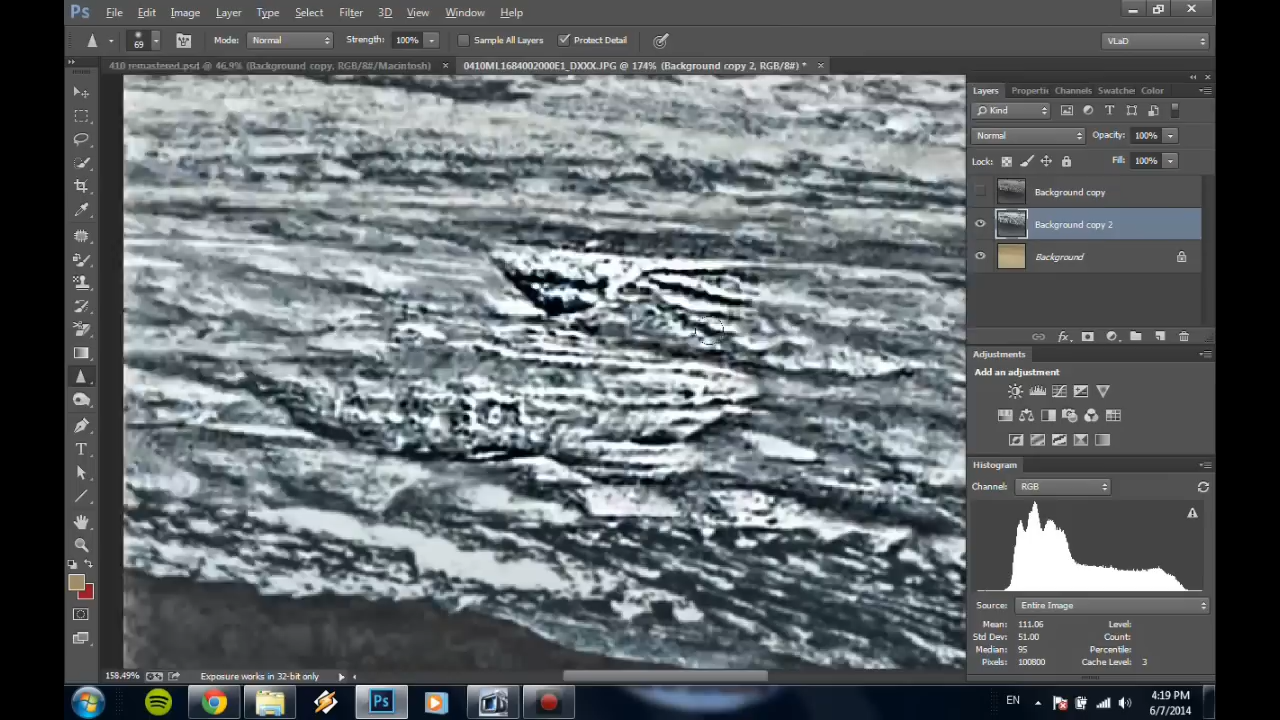 Ps File Edit Image Layer Type Select Filter 3D View Window Help
69 Mode: Normal Strength: 100% Sample All Layers Protect Detail VLaD
410 remastered.psd @ 46.9% (Background copy, RGB/8#/Macintosh) × 0410ML1684002000E1_DXXX.JPG @ 174% (Background copy 2, RGB/8#) * ×
Layers Properti Channels Swatche Color
Kind
Normal Opacity: 100%
Lock: Fill: 100%
Background copy
Background copy 2
Background
Adjustments
Add an adjustment
Histogram
Channel: RGB
Source: Entire Image
Mean: 111.06 Level:
Std Dev: 51.00 Count:
Median: 95 Percentile:
Pixels: 100800 Cache Level: 3
158.49% Exposure works in 32-bit only
Ps EN 4:19 PM
6/7/2014